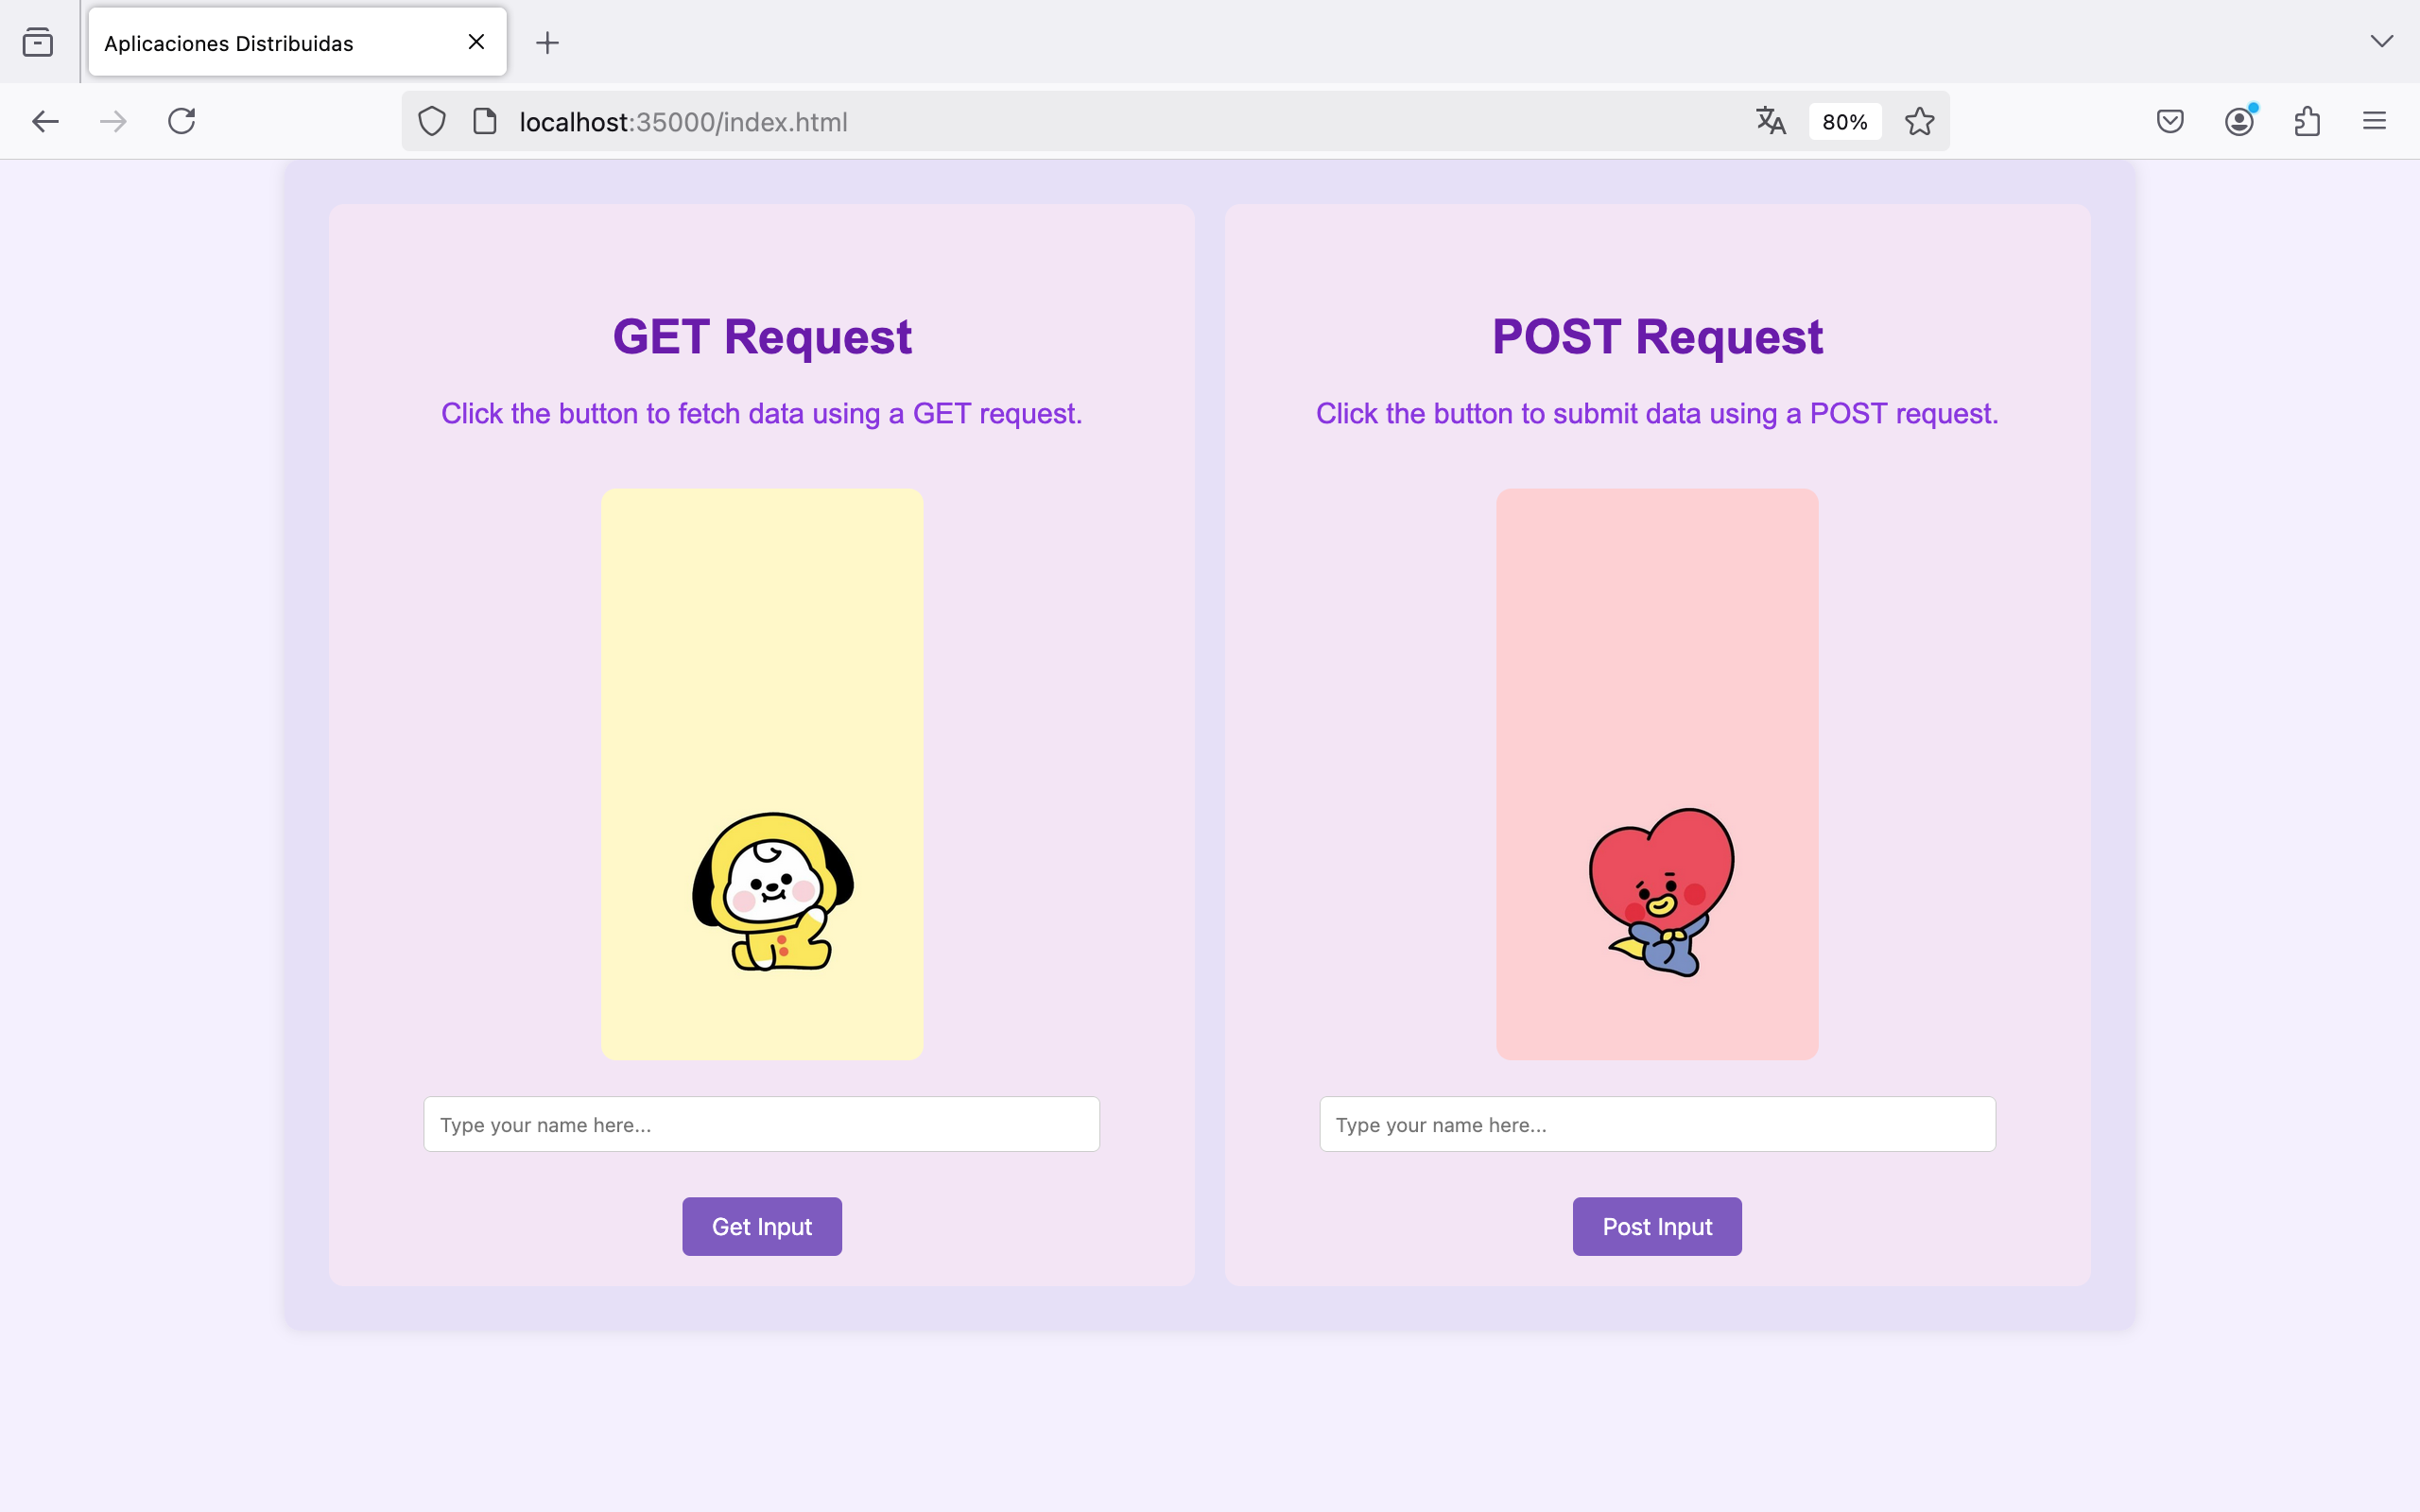 Aplicaciones Distribuidas
localhost:35000/index.html
80%
GET Request
Click the button to fetch data using a GET request.
Type your name here...
Get Input
POST Request
Click the button to submit data using a POST request.
Type your name here...
Post Input